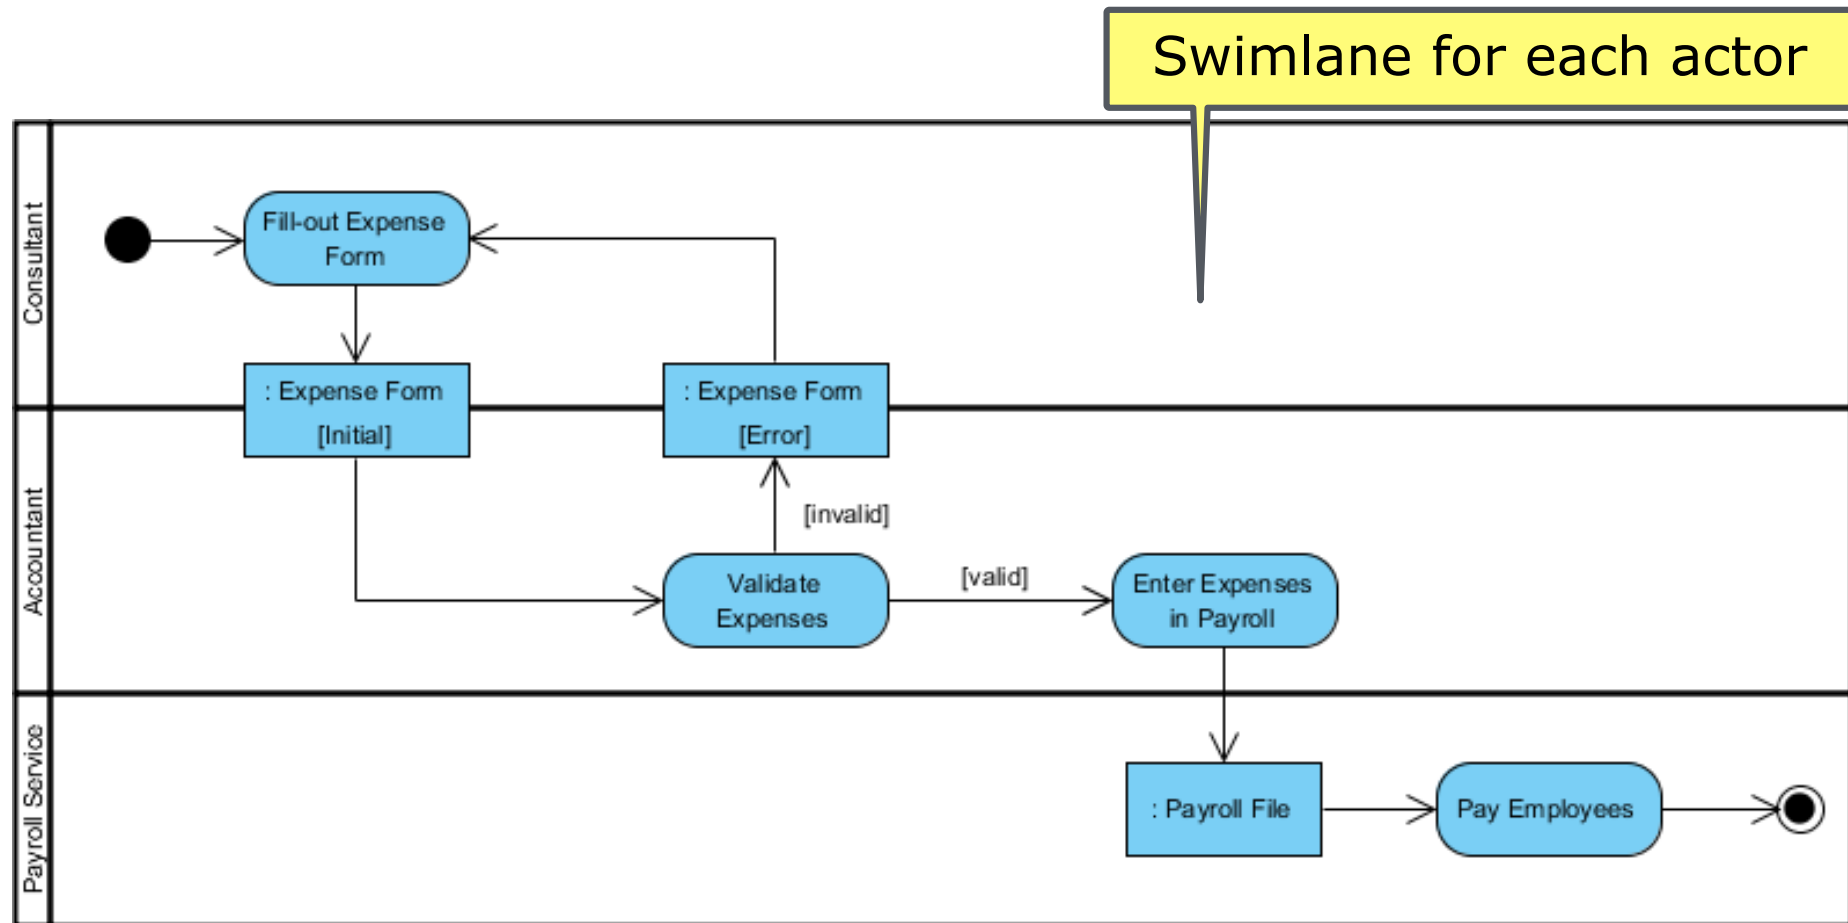 Swimlane for each actor
Consultant
Fill-out Expense
Form
: Expense Form
[Initial]
: Expense Form
[Error]
Accountant
[invalid]
Validate
Expenses
[valid]
Enter Expenses
in Payroll
Payroll Service
: Payroll File
Pay Employees